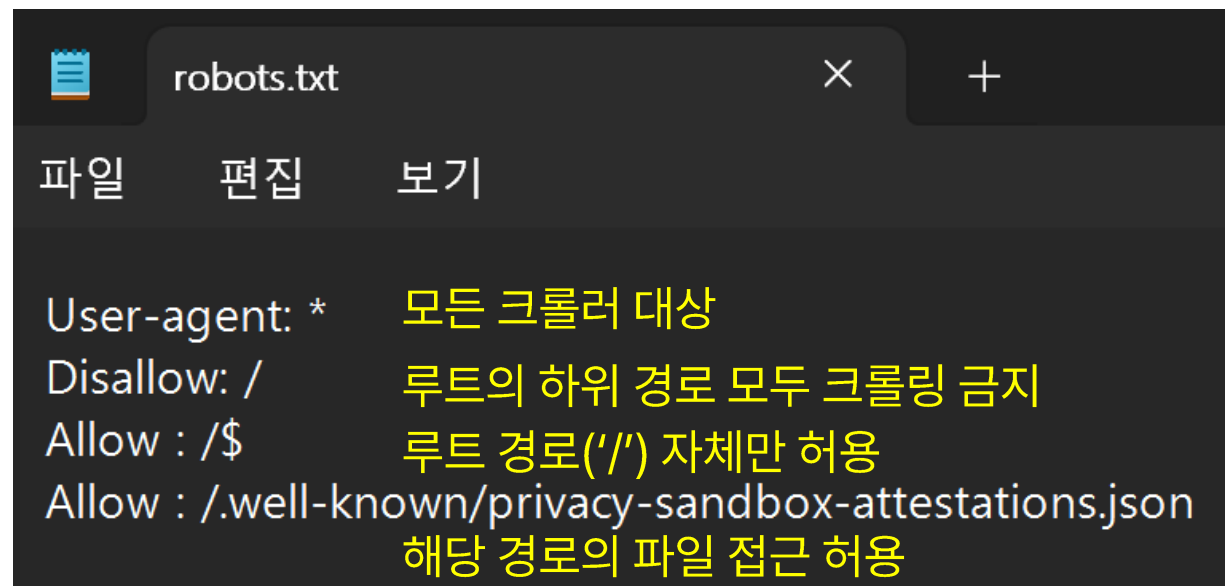 robots.txt
파일 편집 보기
User-agent: * 모든 크롤러 대상
Disallow: / 루트의 하위 경로 모두 크롤링 금지
Allow : /$ 루트 경로(‘/’) 자체만 허용
Allow : /.well-known/privacy-sandbox-attestations.json
해당 경로의 파일 접근 허용